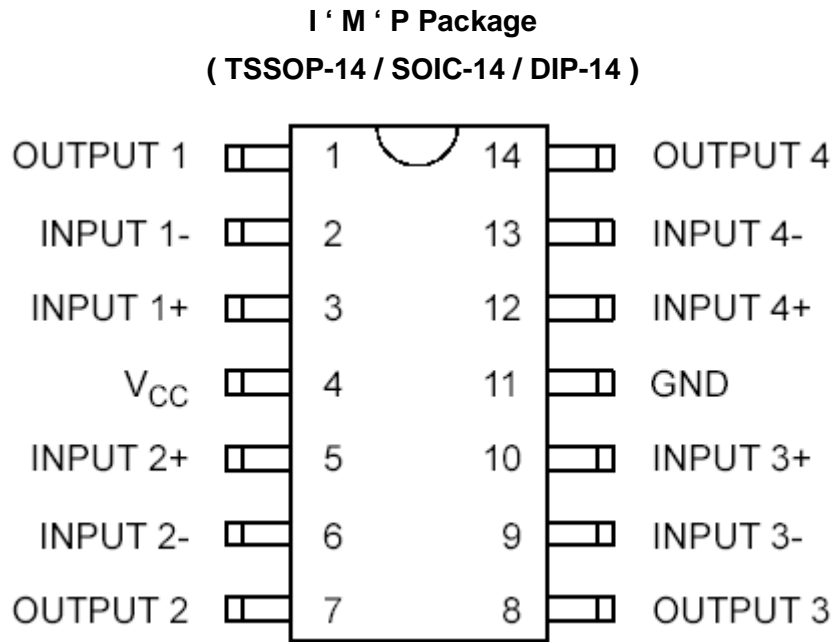 I ‘ M ‘ P Package
( TSSOP-14 / SOIC-14 / DIP-14 )
OUTPUT 1 1 14 OUTPUT 4
INPUT 1- 2 13 INPUT 4-
INPUT 1+ 3 12 INPUT 4+
VCC 4 11 GND
INPUT 2+ 5 10 INPUT 3+
INPUT 2- 6 9 INPUT 3-
OUTPUT 2 7 8 OUTPUT 3